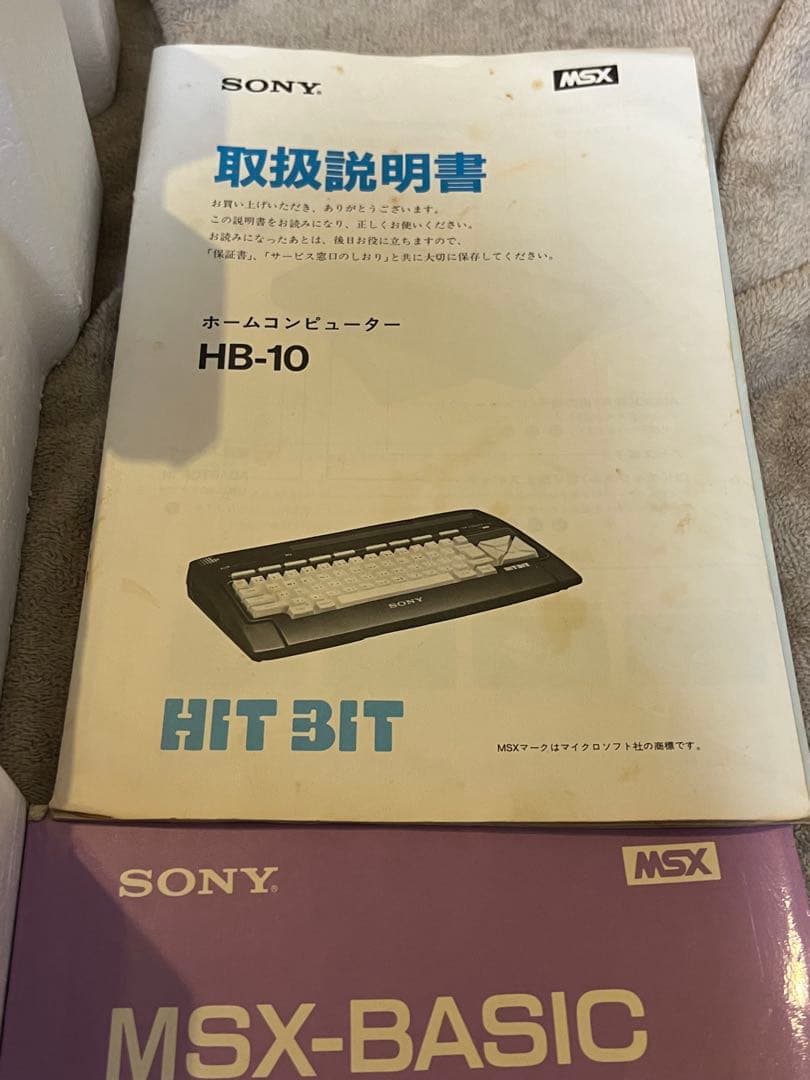 SONY®
MSX
取扱説明書
お買い上げいただき、ありがとうございます。
この説明書をお読みになり、正しくお使いください。
お読みになったあとは、後日お役に立ちますので、
「保証書」、「サービス窓口のしおり」と共に大切に保存してください。
ホームコンピューター
HB-10
HITBIT
SONY
HIT BIT
MSXマークはマイクロソフト社の商標です。
SONY®
MSX
MSX-BASIC